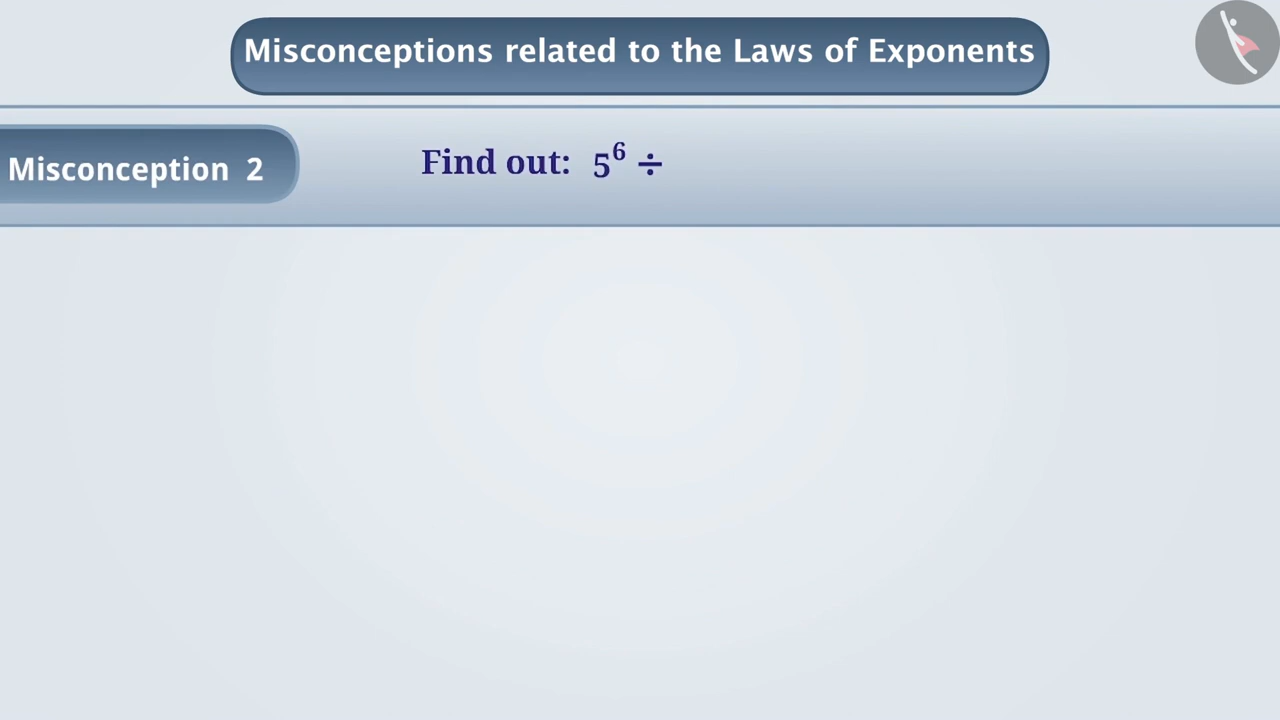 Misconceptions related to the Laws of Exponents
Misconception 2
Find out: 5⁶ ÷